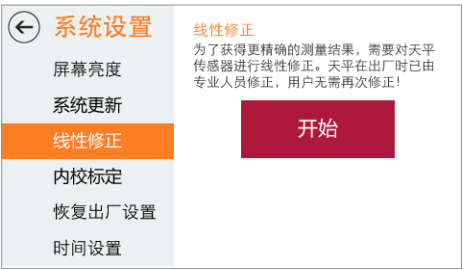 系统设置
屏幕亮度
系统更新
线性修正
内校标定
恢复出厂设置
时间设置
线性修正
为了获得更精确的测量结果，需要对天平
传感器进行线性修正。天平在出厂时已由
专业人员修正，用户无需再次修正！
开始